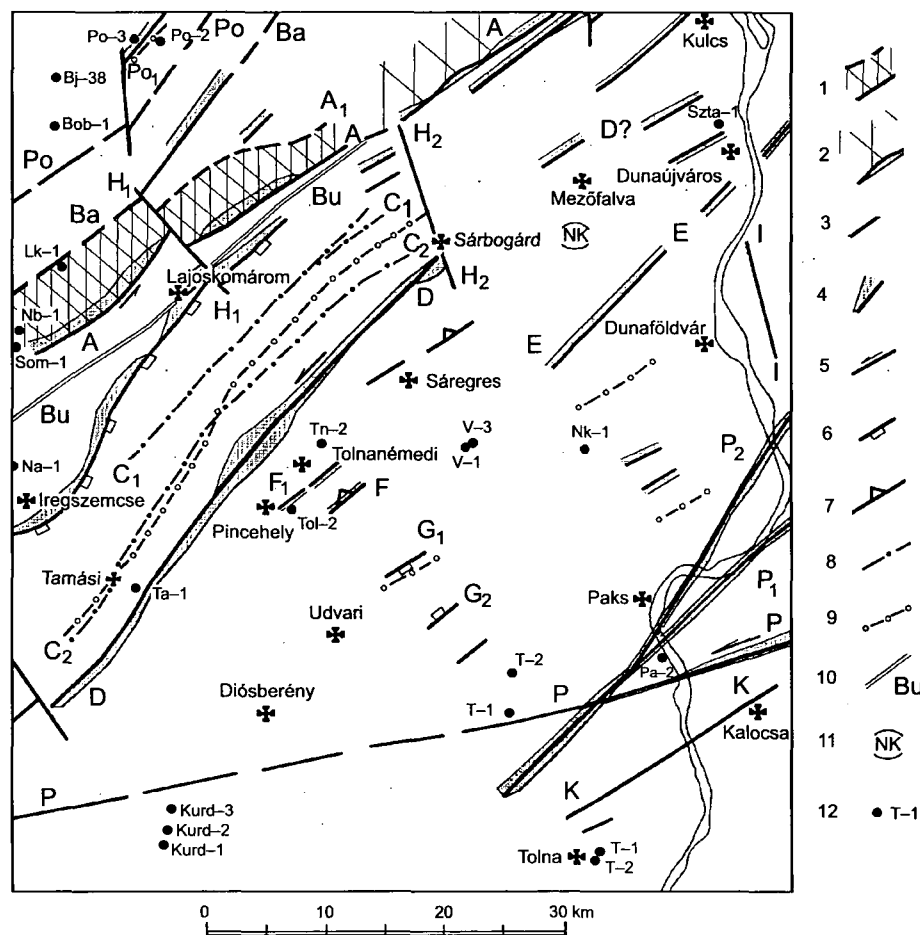 Po–3
Po–2
Po
Ba
A
Kulcs
1
Bj–38
Po1
Bob–1
A1
A
H2
D?
Szta–1
2
Po
H1
Dunaújváros
Mezőfalva
Ba
Bu
C1
E
I
3
Lk–1
C2
Sárbogárd
NK
Lajoskomárom
H1
D
H2
4
Nb–1
A
Som–1
E
Dunaföldvár
I
5
Sáregres
Bu
6
Tn–2
V–3
V–1
Nk–1
P2
Na–1
C1
Tolnanémedi
F1
F
7
Iregszemcse
Pincehely
Tol–2
G1
8
Tamási
Ta–1
Udvari
G2
Paks
P1
9
C2
T–2
Pa–2
P
D
Diósberény
P
T–1
K
10
Bu
Kalocsa
11
NK
P
Kurd–3
K
Kurd–2
Kurd–1
Tolna
T–1
T–2
12
T–1
0 10 20 30 km